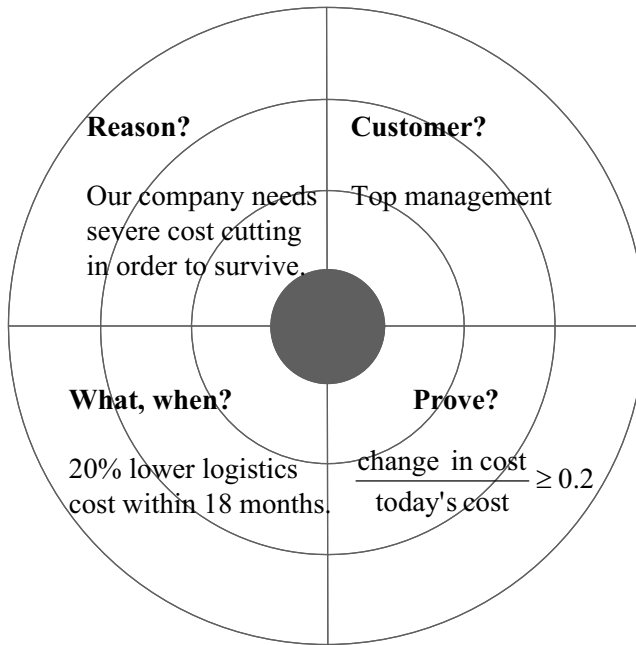 Reason?
Our company needs
severe cost cutting
in order to survive.
Customer?
Top management
What, when?
20% lower logistics
cost within 18 months.
Prove?
change in cost
today's cost
≥ 0.2